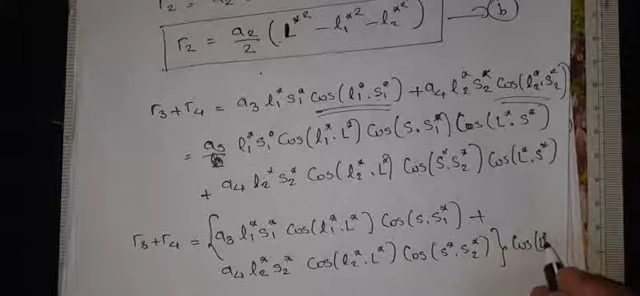 Γ₂ = a₂/2 (L*² − l₁*² − l₂*²) → (b)
Γ₃ + Γ₄ = a₃ l₁* s₁* cos(l₁*.s₁*) + a₄ l₂* s₂* cos(l₂*.s₂*)
= a₃ l₁* s₁* cos(l₁*.L*) cos(s.s₁*) cos(L*.s*)
+ a₄ l₂* s₂* cos(l₂*.L*) cos(s*.s₂*) cos(L*.s*)
Γ₃ + Γ₄ = { a₃ l₁* s₁* cos(l₁*.L*) cos(s.s₁*) +
a₄ l₂* s₂* cos(l₂*.L*) cos(s*.s₂*) } cos(L*